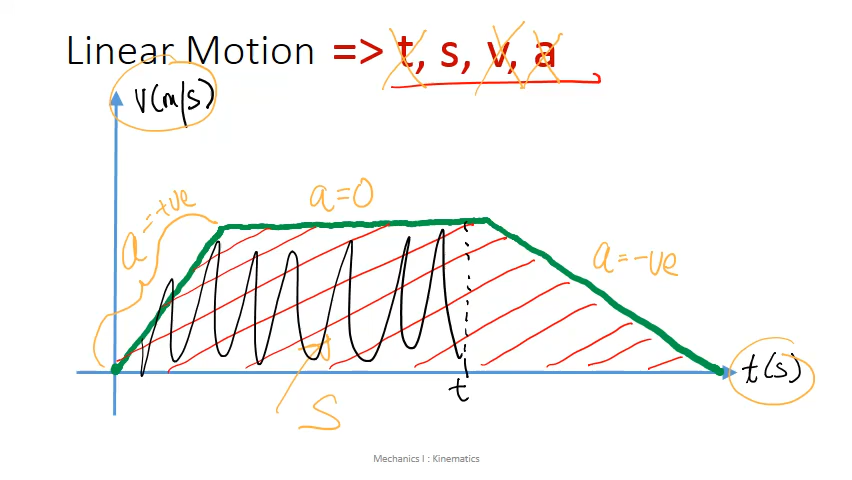 Linear Motion => t, s, v, a
v(m/s)
a=+ve
a=0
a=-ve
t(s)
t
S
Mechanics I : Kinematics